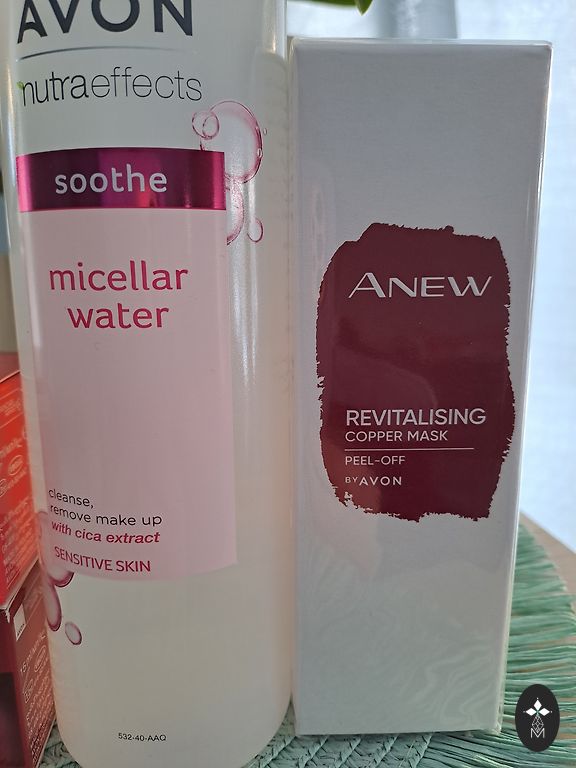 AVON
nutraeffects
soothe
micellar
water
cleanse,
remove make up
with cica extract
SENSITIVE SKIN
532-40-AAQ
ANEW
REVITALISING
COPPER MASK
PEEL-OFF
BY AVON
M